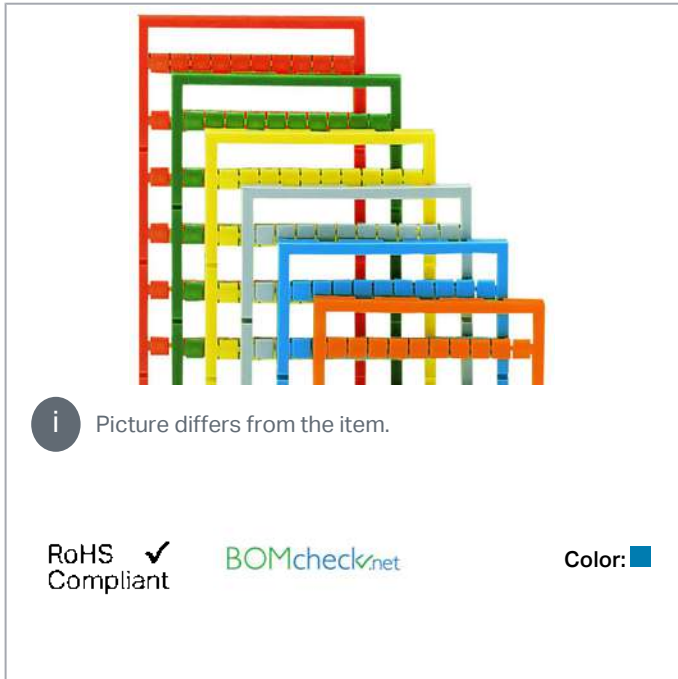 i Picture differs from the item.
RoHS ✓
Compliant
BOMcheck.net
Color: